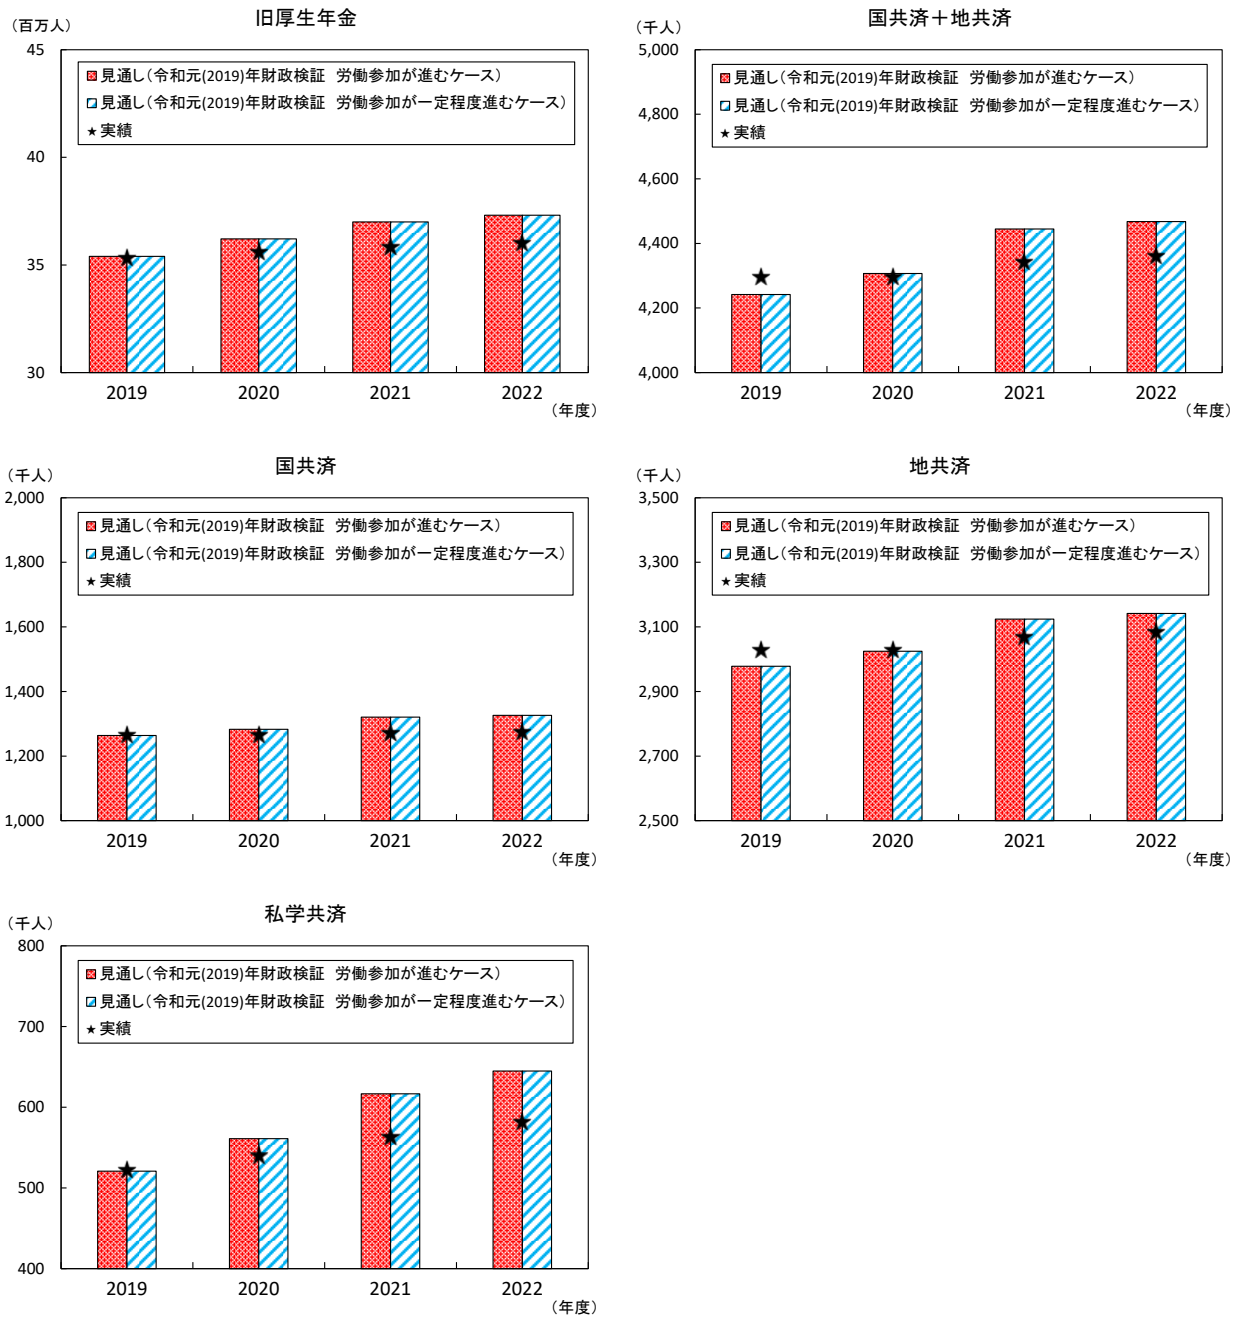 旧厚生年金
（百万人）
45
40
35
30
見通し（令和元(2019)年財政検証　労働参加が進むケース）
見通し（令和元(2019)年財政検証　労働参加が一定程度進むケース）
★実績
2019 2020 2021 2022
（年度）
国共済＋地共済
（千人）
5,000
4,800
4,600
4,400
4,200
4,000
見通し（令和元(2019)年財政検証　労働参加が進むケース）
見通し（令和元(2019)年財政検証　労働参加が一定程度進むケース）
★実績
2019 2020 2021 2022
（年度）
国共済
（千人）
2,000
1,800
1,600
1,400
1,200
1,000
見通し（令和元(2019)年財政検証　労働参加が進むケース）
見通し（令和元(2019)年財政検証　労働参加が一定程度進むケース）
★実績
2019 2020 2021 2022
（年度）
地共済
（千人）
3,500
3,300
3,100
2,900
2,700
2,500
見通し（令和元(2019)年財政検証　労働参加が進むケース）
見通し（令和元(2019)年財政検証　労働参加が一定程度進むケース）
★実績
2019 2020 2021 2022
（年度）
私学共済
（千人）
800
700
600
500
400
見通し（令和元(2019)年財政検証　労働参加が進むケース）
見通し（令和元(2019)年財政検証　労働参加が一定程度進むケース）
★実績
2019 2020 2021 2022
（年度）